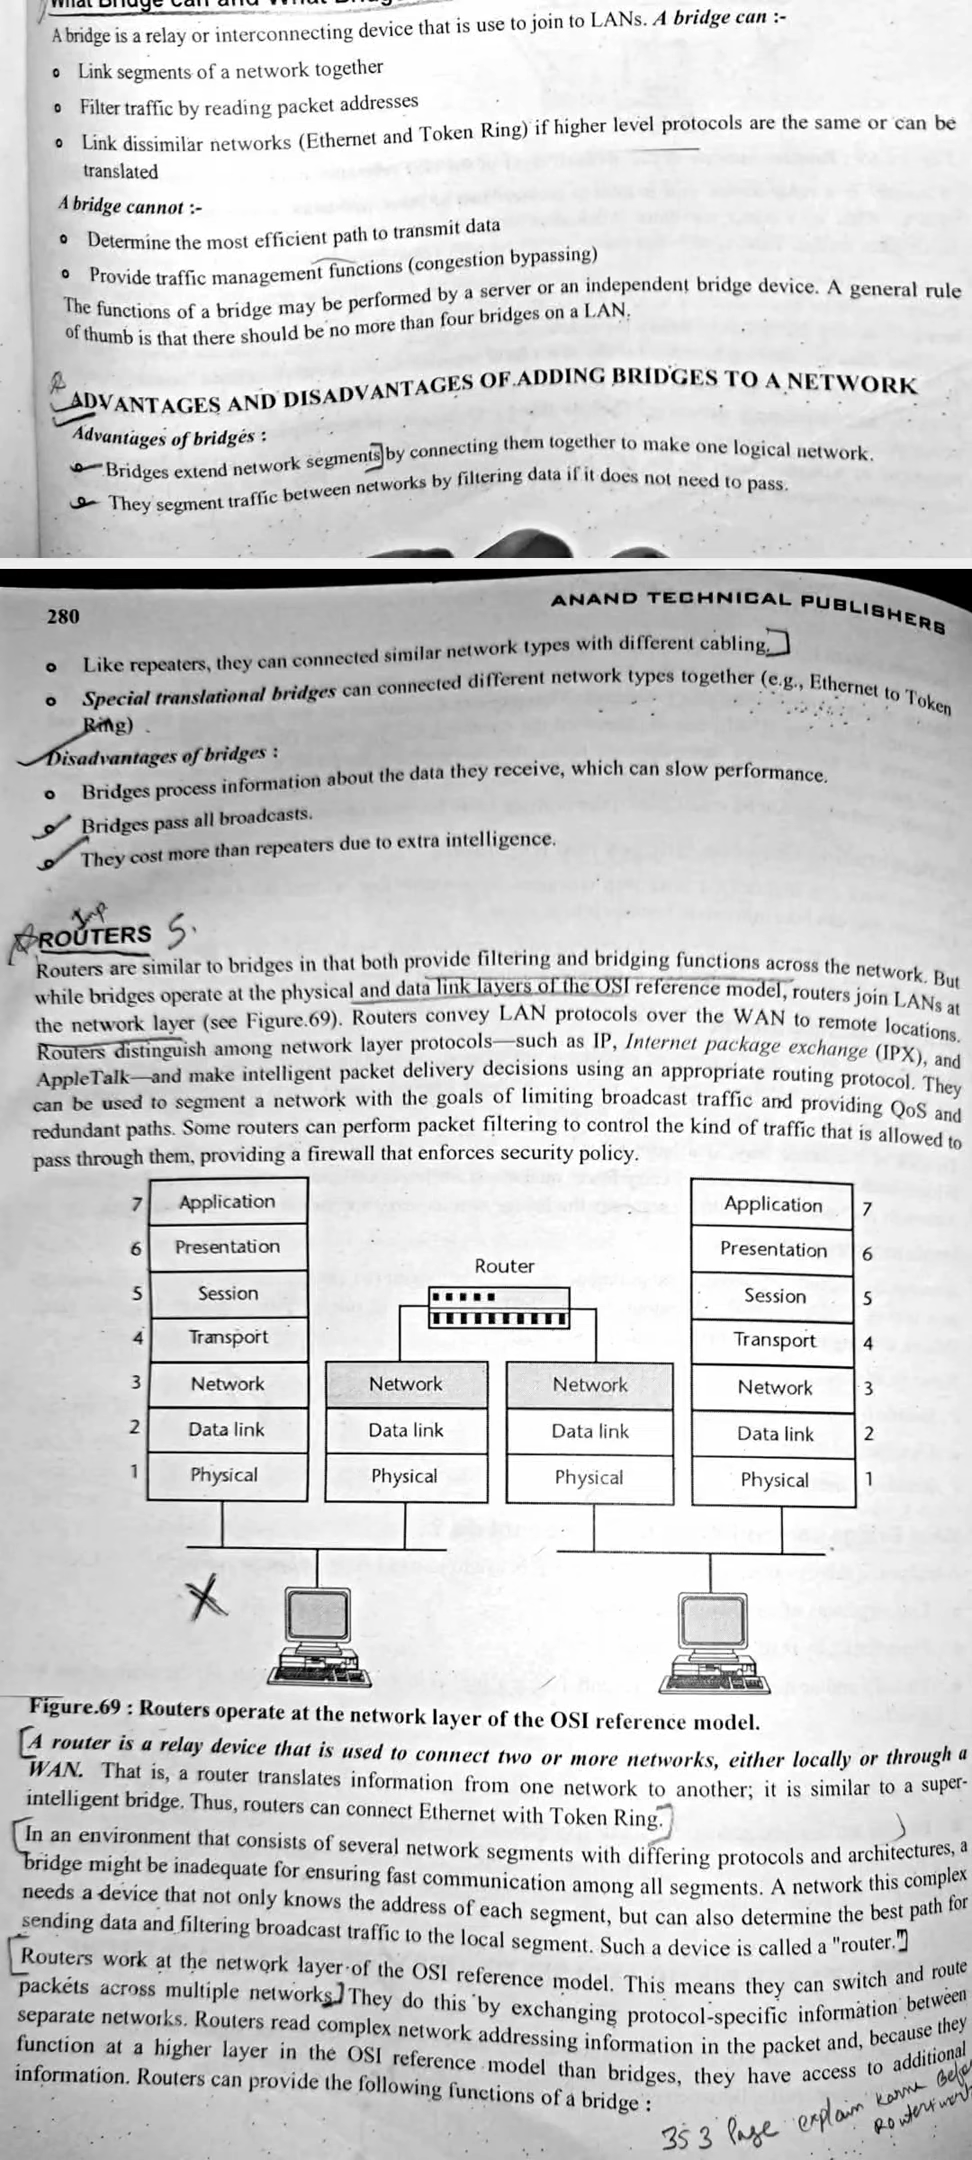 What Bridge can and What
A bridge is a relay or interconnecting device that is use to join to LANs. A bridge can :-
o Link segments of a network together
o Filter traffic by reading packet addresses
o Link dissimilar networks (Ethernet and Token Ring) if higher level protocols are the same or can be
translated
A bridge cannot :-
o Determine the most efficient path to transmit data
o Provide traffic management functions (congestion bypassing)
The functions of a bridge may be performed by a server or an independent bridge device. A general rule
of thumb is that there should be no more than four bridges on a LAN.
ADVANTAGES AND DISADVANTAGES OF ADDING BRIDGES TO A NETWORK
Advantages of bridges :
o Bridges extend network segments by connecting them together to make one logical network.
o They segment traffic between networks by filtering data if it does not need to pass.
280
ANAND TECHNICAL PUBLISHERS
o Like repeaters, they can connected similar network types with different cabling.
o Special translational bridges can connected different network types together (e.g., Ethernet to Token
Ring) .
Disadvantages of bridges :
o Bridges process information about the data they receive, which can slow performance.
o Bridges pass all broadcasts.
o They cost more than repeaters due to extra intelligence.
Imp
ROUTERS 5.
Routers are similar to bridges in that both provide filtering and bridging functions across the network. But
while bridges operate at the physical and data link layers of the OSI reference model, routers join LANs at
the network layer (see Figure.69). Routers convey LAN protocols over the WAN to remote locations.
Routers distinguish among network layer protocols—such as IP, Internet package exchange (IPX), and
AppleTalk—and make intelligent packet delivery decisions using an appropriate routing protocol. They
can be used to segment a network with the goals of limiting broadcast traffic and providing QoS and
redundant paths. Some routers can perform packet filtering to control the kind of traffic that is allowed to
pass through them, providing a firewall that enforces security policy.
7 Application
6 Presentation
5 Session
4 Transport
3 Network
2 Data link
1 Physical
Router
Network
Data link
Physical
Network
Data link
Physical
Application 7
Presentation 6
Session 5
Transport 4
Network 3
Data link 2
Physical 1
Figure.69 : Routers operate at the network layer of the OSI reference model.
A router is a relay device that is used to connect two or more networks, either locally or through a
WAN. That is, a router translates information from one network to another; it is similar to a super-
intelligent bridge. Thus, routers can connect Ethernet with Token Ring.
In an environment that consists of several network segments with differing protocols and architectures, a
bridge might be inadequate for ensuring fast communication among all segments. A network this complex
needs a device that not only knows the address of each segment, but can also determine the best path for
sending data and filtering broadcast traffic to the local segment. Such a device is called a "router."
Routers work at the network layer of the OSI reference model. This means they can switch and route
packets across multiple networks. They do this by exchanging protocol-specific information between
separate networks. Routers read complex network addressing information in the packet and, because they
function at a higher layer in the OSI reference model than bridges, they have access to additional
information. Routers can provide the following functions of a bridge :
353 Page explain karna